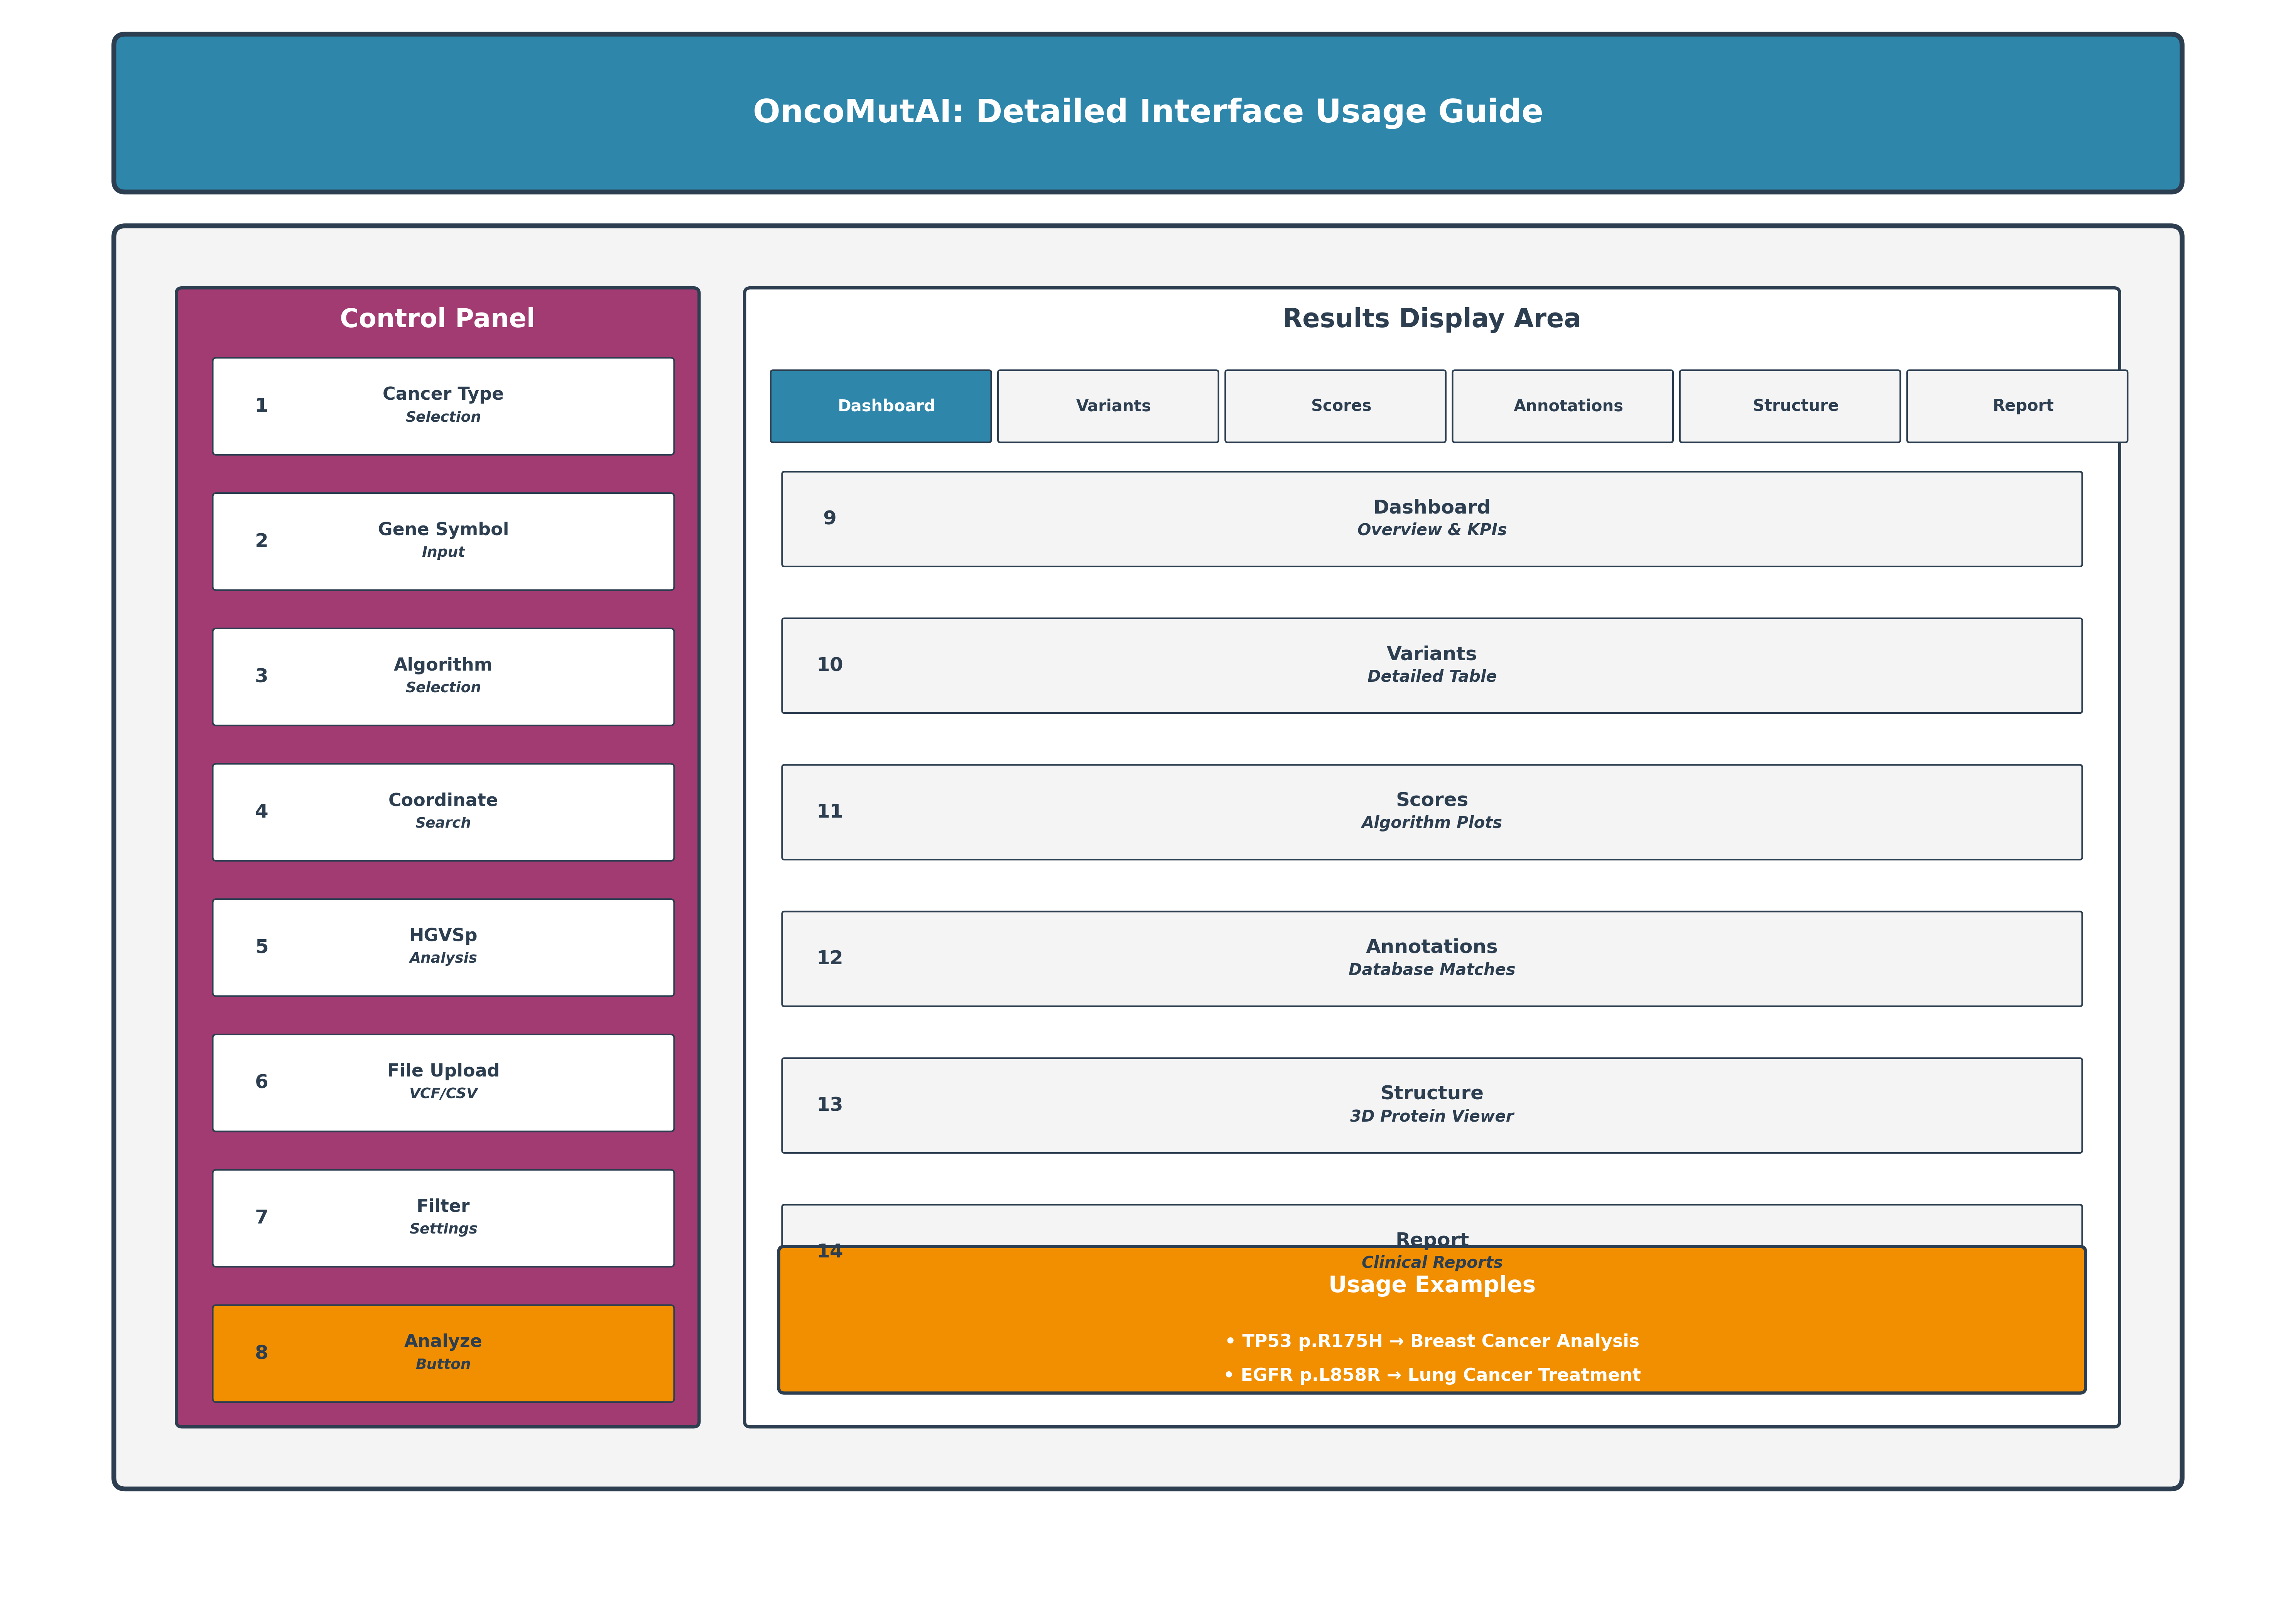 OncoMutAI: Detailed Interface Usage Guide
Control Panel
1
Cancer Type
Selection
2
Gene Symbol
Input
3
Algorithm
Selection
4
Coordinate
Search
5
HGVSp
Analysis
6
File Upload
VCF/CSV
7
Filter
Settings
8
Analyze
Button
Results Display Area
Dashboard Variants Scores Annotations Structure Report
9
Dashboard
Overview & KPIs
10
Variants
Detailed Table
11
Scores
Algorithm Plots
12
Annotations
Database Matches
13
Structure
3D Protein Viewer
14
Report
Clinical Reports
Usage Examples
• TP53 p.R175H → Breast Cancer Analysis
• EGFR p.L858R → Lung Cancer Treatment